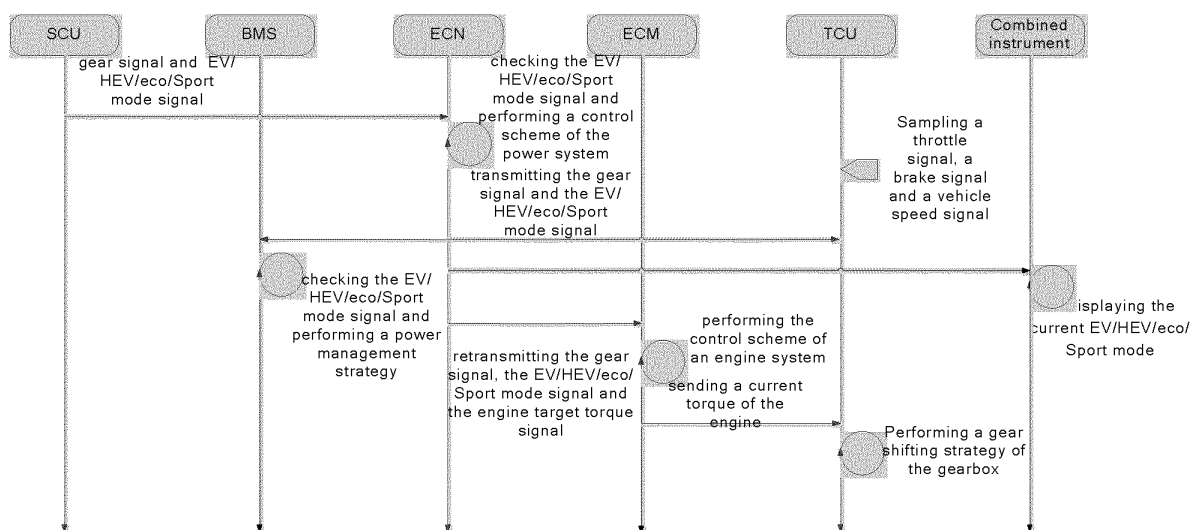 SCU
BMS
ECN
ECM
TCU
Combined
instrument
gear signal and EV/
HEV/eco/Sport
mode signal
checking the EV/
HEV/eco/Sport
mode signal and
performing a control
scheme of the
power system
transmitting the gear
signal and the EV/
HEV/eco/Sport
mode signal
Sampling a
throttle
signal, a
brake signal
and a vehicle
speed signal
checking the EV/
HEV/eco/Sport
mode signal and
performing a power
management
strategy
isplaying the
current EV/HEV/eco/
Sport mode
performing the
control scheme of
an engine system
retransmitting the gear
signal, the EV/HEV/eco/
Sport mode signal and
the engine target torque
signal
sending a current
torque of the
engine
Performing a gear
shifting strategy of
the gearbox